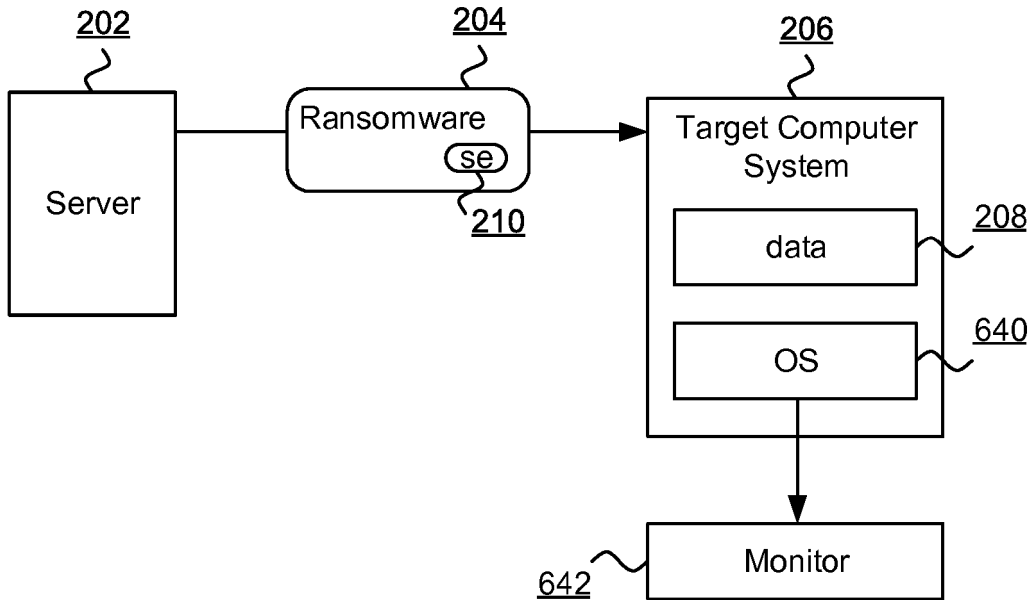 202
204
206
Server
Ransomware
se
210
Target Computer
System
data
208
OS
640
Monitor
642